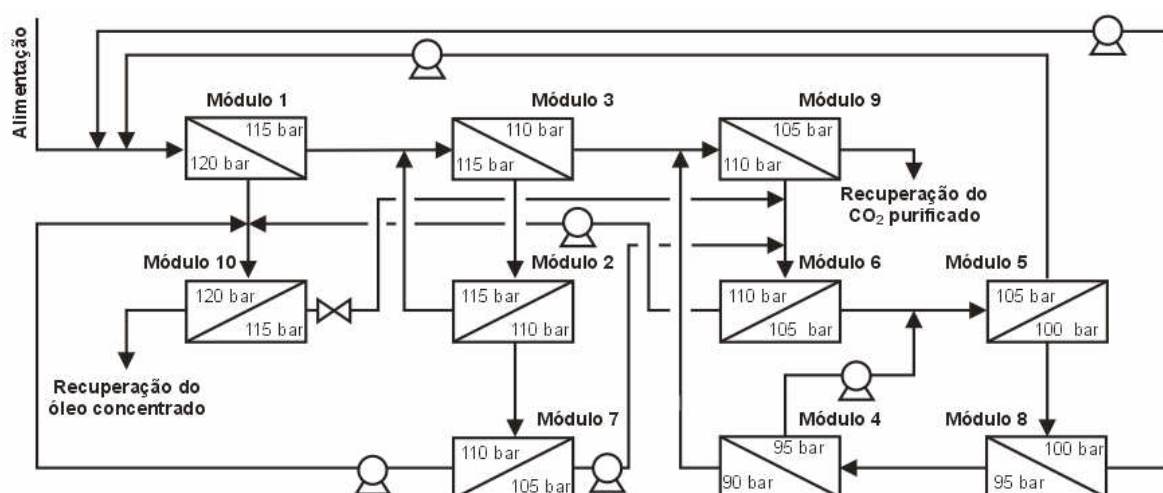 Alimentação
Módulo 1
115 bar
120 bar
Módulo 3
110 bar
115 bar
Módulo 9
105 bar
110 bar
Recuperação do
CO₂ purificado
Módulo 10
120 bar
115 bar
Recuperação do
óleo concentrado
Módulo 2
115 bar
110 bar
Módulo 6
110 bar
105 bar
Módulo 5
105 bar
100 bar
Módulo 7
110 bar
105 bar
Módulo 4
95 bar
90 bar
Módulo 8
100 bar
95 bar